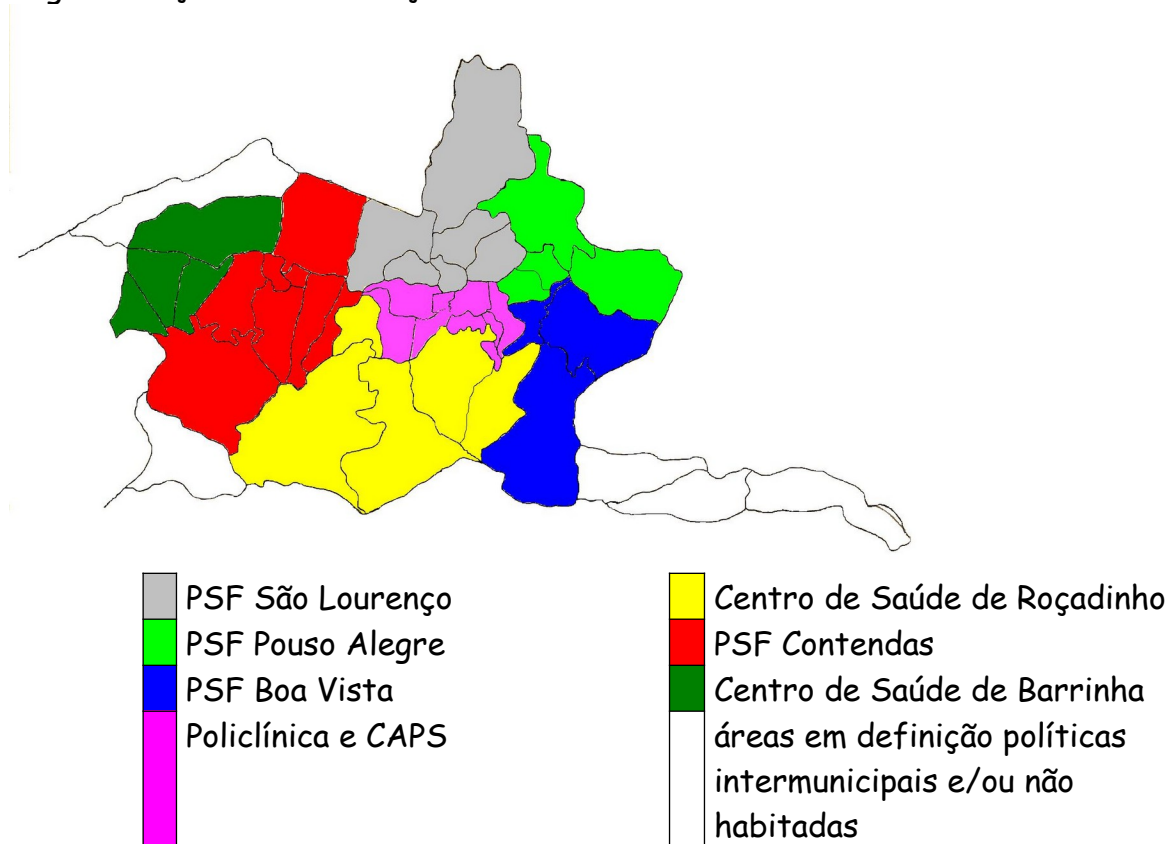 PSF São Lourenço
PSF Pouso Alegre
PSF Boa Vista
Policlínica e CAPS
Centro de Saúde de Roçadinho
PSF Contendas
Centro de Saúde de Barrinha
áreas em definição políticas
intermunicipais e/ou não
habitadas